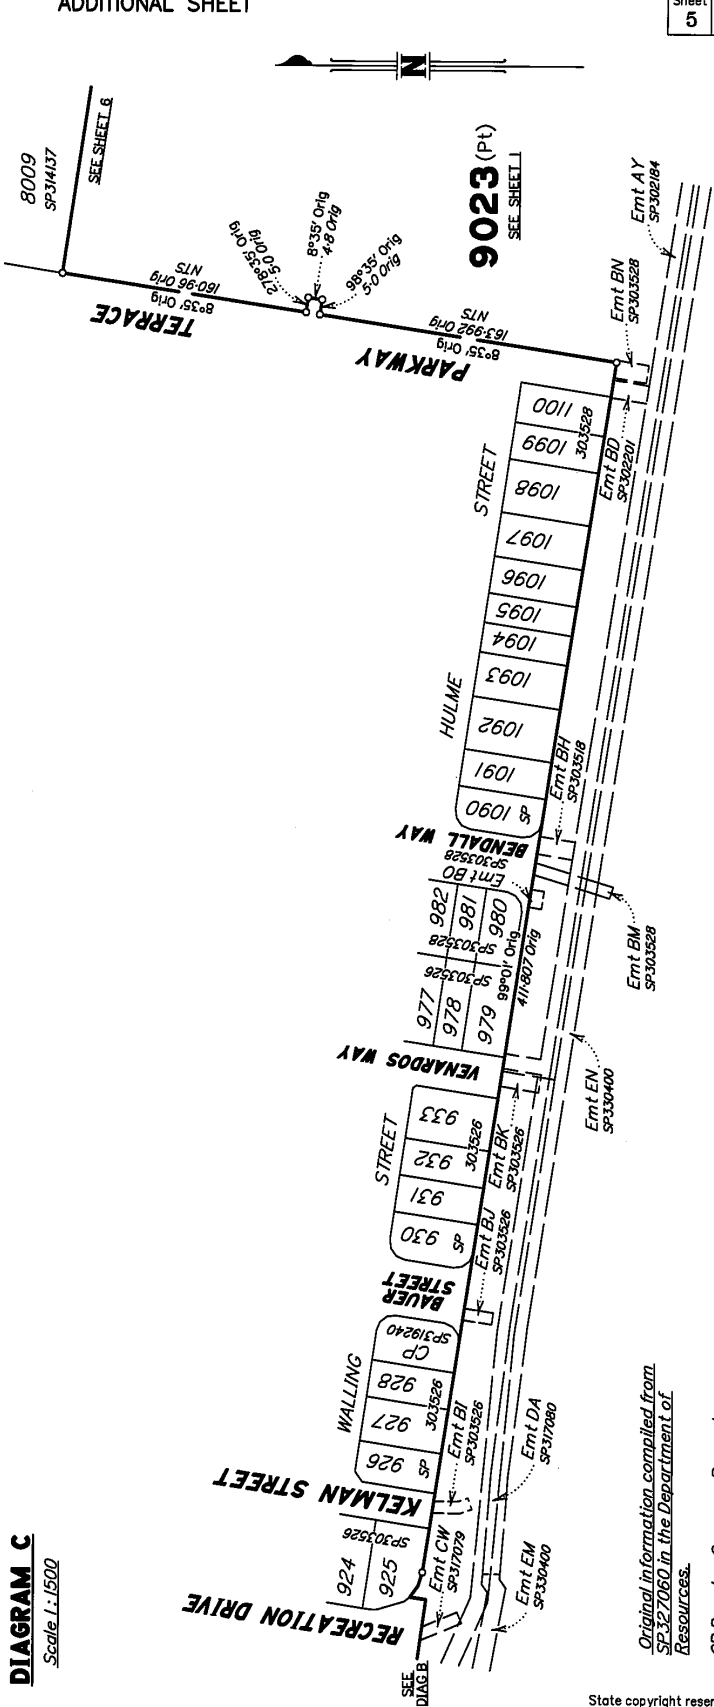 ADDITIONAL SHEET
Sheet
5
N
8009
SP314137
SEE SHEET 6
TERRACE
8°35' Orig
160·96 Orig
NTS
278°35' Orig
5·0 Orig
8°35' Orig
4·8 Orig
98°35' Orig
5·0 Orig
PARKWAY
8°35' Orig
163·992 Orig
NTS
9023 (Pt)
SEE SHEET 1
Emt AY
SP302184
Emt BN
SP303528
Emt BD
SP302201
HULME
STREET
1090
1091
1092
1093
1094
1095
1096
1097
1098
1099
1100
SP
303528
BENDALL WAY
Emt BH
SP303518
Emt BO
SP303528
Emt BM
SP303528
982
981
980
SP303528
SP303526
977
978
979
99°01' Orig
411·807 Orig
VENARDOS WAY
Emt EN
SP330400
STREET
930
931
932
933
SP
303526
Emt BK
SP303526
Emt BJ
SP303526
BAUER
STREET
WALLING
926
927
928
CP
SP319240
SP
303526
Emt BI
SP303526
Emt DA
SP317080
KELMAN STREET
924
925
SP303526
Emt CW
SP317079
Emt EM
SP330400
RECREATION DRIVE
SEE
DIAG B
DIAGRAM C
Scale 1:1500
Original information compiled from
SP327060 in the Department of
Resources.
State copyright reser